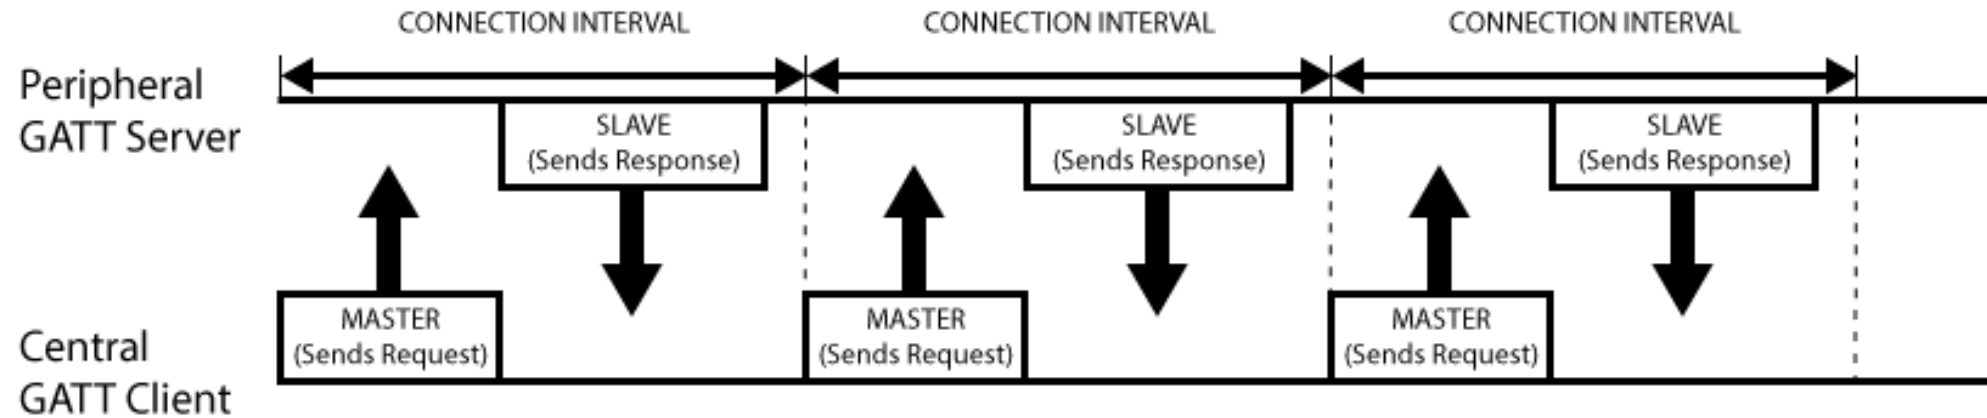 CONNECTION INTERVAL
CONNECTION INTERVAL
CONNECTION INTERVAL
Peripheral
GATT Server
SLAVE
(Sends Response)
SLAVE
(Sends Response)
SLAVE
(Sends Response)
MASTER
(Sends Request)
MASTER
(Sends Request)
MASTER
(Sends Request)
Central
GATT Client